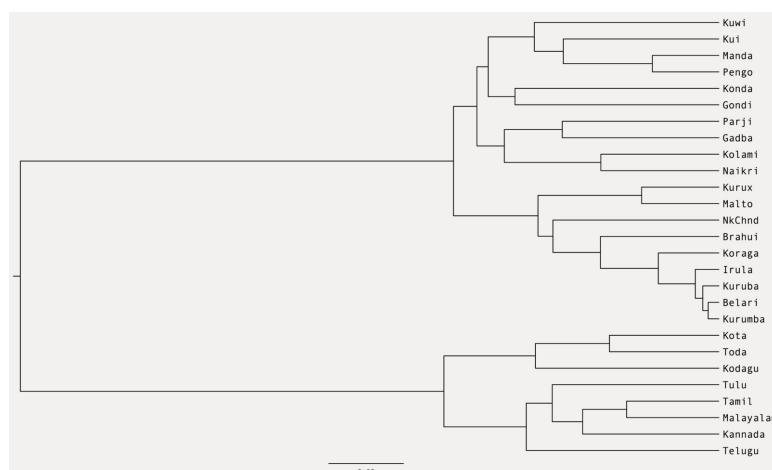 Kuwi
Kui
Manda
Pengo
Konda
Gondi
Parji
Gadba
Kolami
Naikri
Kurux
Malto
NkChnd
Brahui
Koraga
Irula
Kuruba
Belari
Kurumba
Kota
Toda
Kodagu
Tulu
Tamil
Malayala
Kannada
Telugu